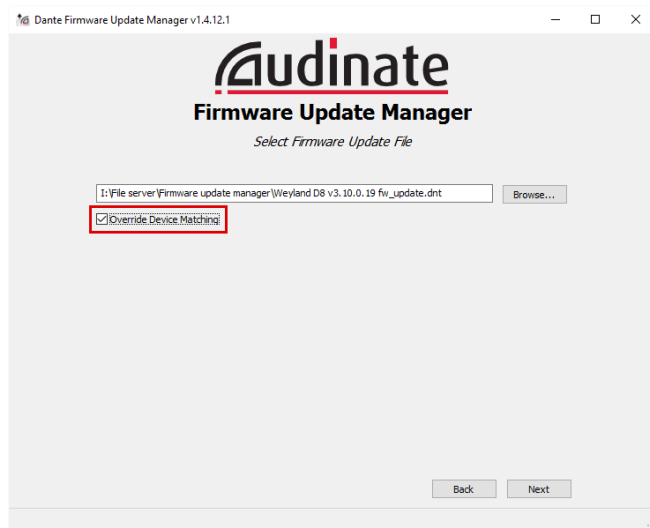 Dante Firmware Update Manager v1.4.12.1
Audinate
Firmware Update Manager
Select Firmware Update File
I:\File server\Firmware update manager\Weyland D8 v3.10.0.19 fw_update.dnt
Browse...
Override Device Matching
Back
Next